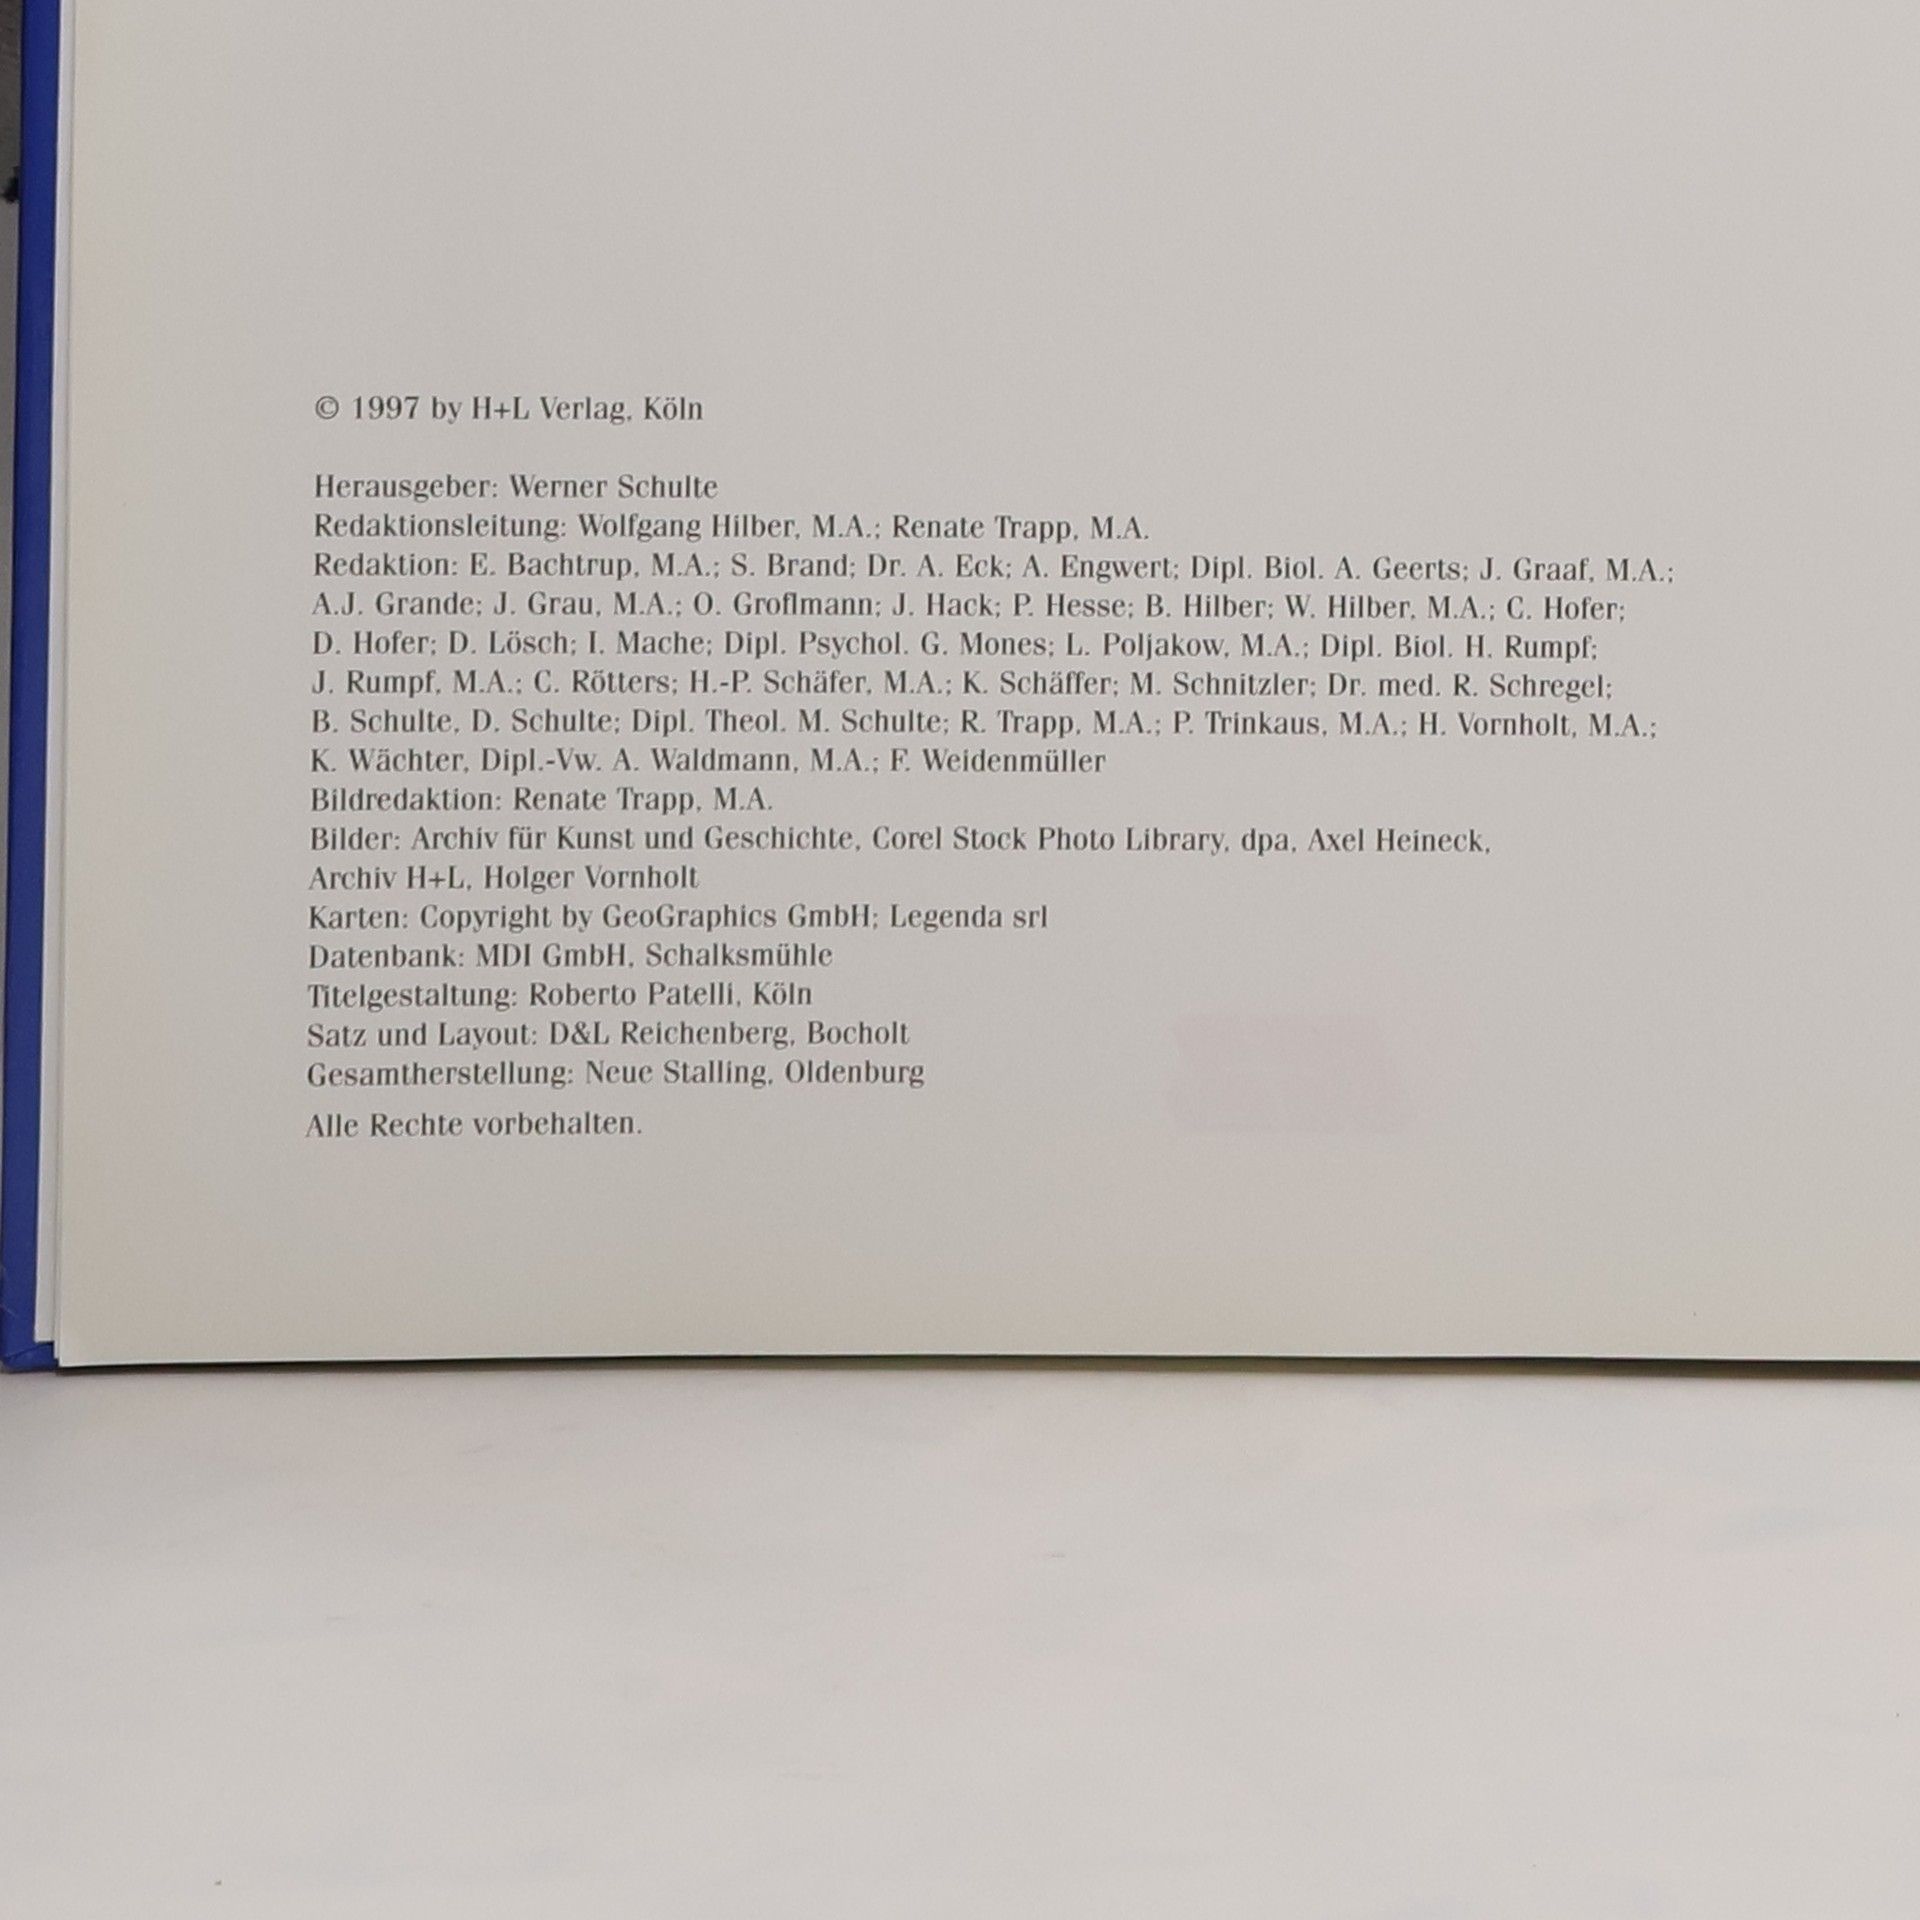 © 1997 by H+L Verlag, Köln
Herausgeber: Werner Schulte
Redaktionsleitung: Wolfgang Hilber, M.A.; Renate Trapp, M.A.
Redaktion: E. Bachtrup, M.A.; S. Brand; Dr. A. Eck; A. Engwert; Dipl. Biol. A. Geerts; J. Graaf, M.A.;
A.J. Grande; J. Grau, M.A.; O. Groflmann; J. Hack; P. Hesse; B. Hilber; W. Hilber, M.A.; C. Hofer;
D. Hofer; D. Lösch; I. Mache; Dipl. Psychol. G. Mones; L. Poljakow, M.A.; Dipl. Biol. H. Rumpf;
J. Rumpf, M.A.; C. Rötters; H.-P. Schäfer, M.A.; K. Schäffer; M. Schnitzler; Dr. med. R. Schregel;
B. Schulte, D. Schulte; Dipl. Theol. M. Schulte; R. Trapp, M.A.; P. Trinkaus, M.A.; H. Vornholt, M.A.;
K. Wächter, Dipl.-Vw. A. Waldmann, M.A.; F. Weidenmüller
Bildredaktion: Renate Trapp, M.A.
Bilder: Archiv für Kunst und Geschichte, Corel Stock Photo Library, dpa, Axel Heineck,
Archiv H+L, Holger Vornholt
Karten: Copyright by GeoGraphics GmbH; Legenda srl
Datenbank: MDI GmbH, Schalksmühle
Titelgestaltung: Roberto Patelli, Köln
Satz und Layout: D&L Reichenberg, Bocholt
Gesamtherstellung: Neue Stalling, Oldenburg
Alle Rechte vorbehalten.